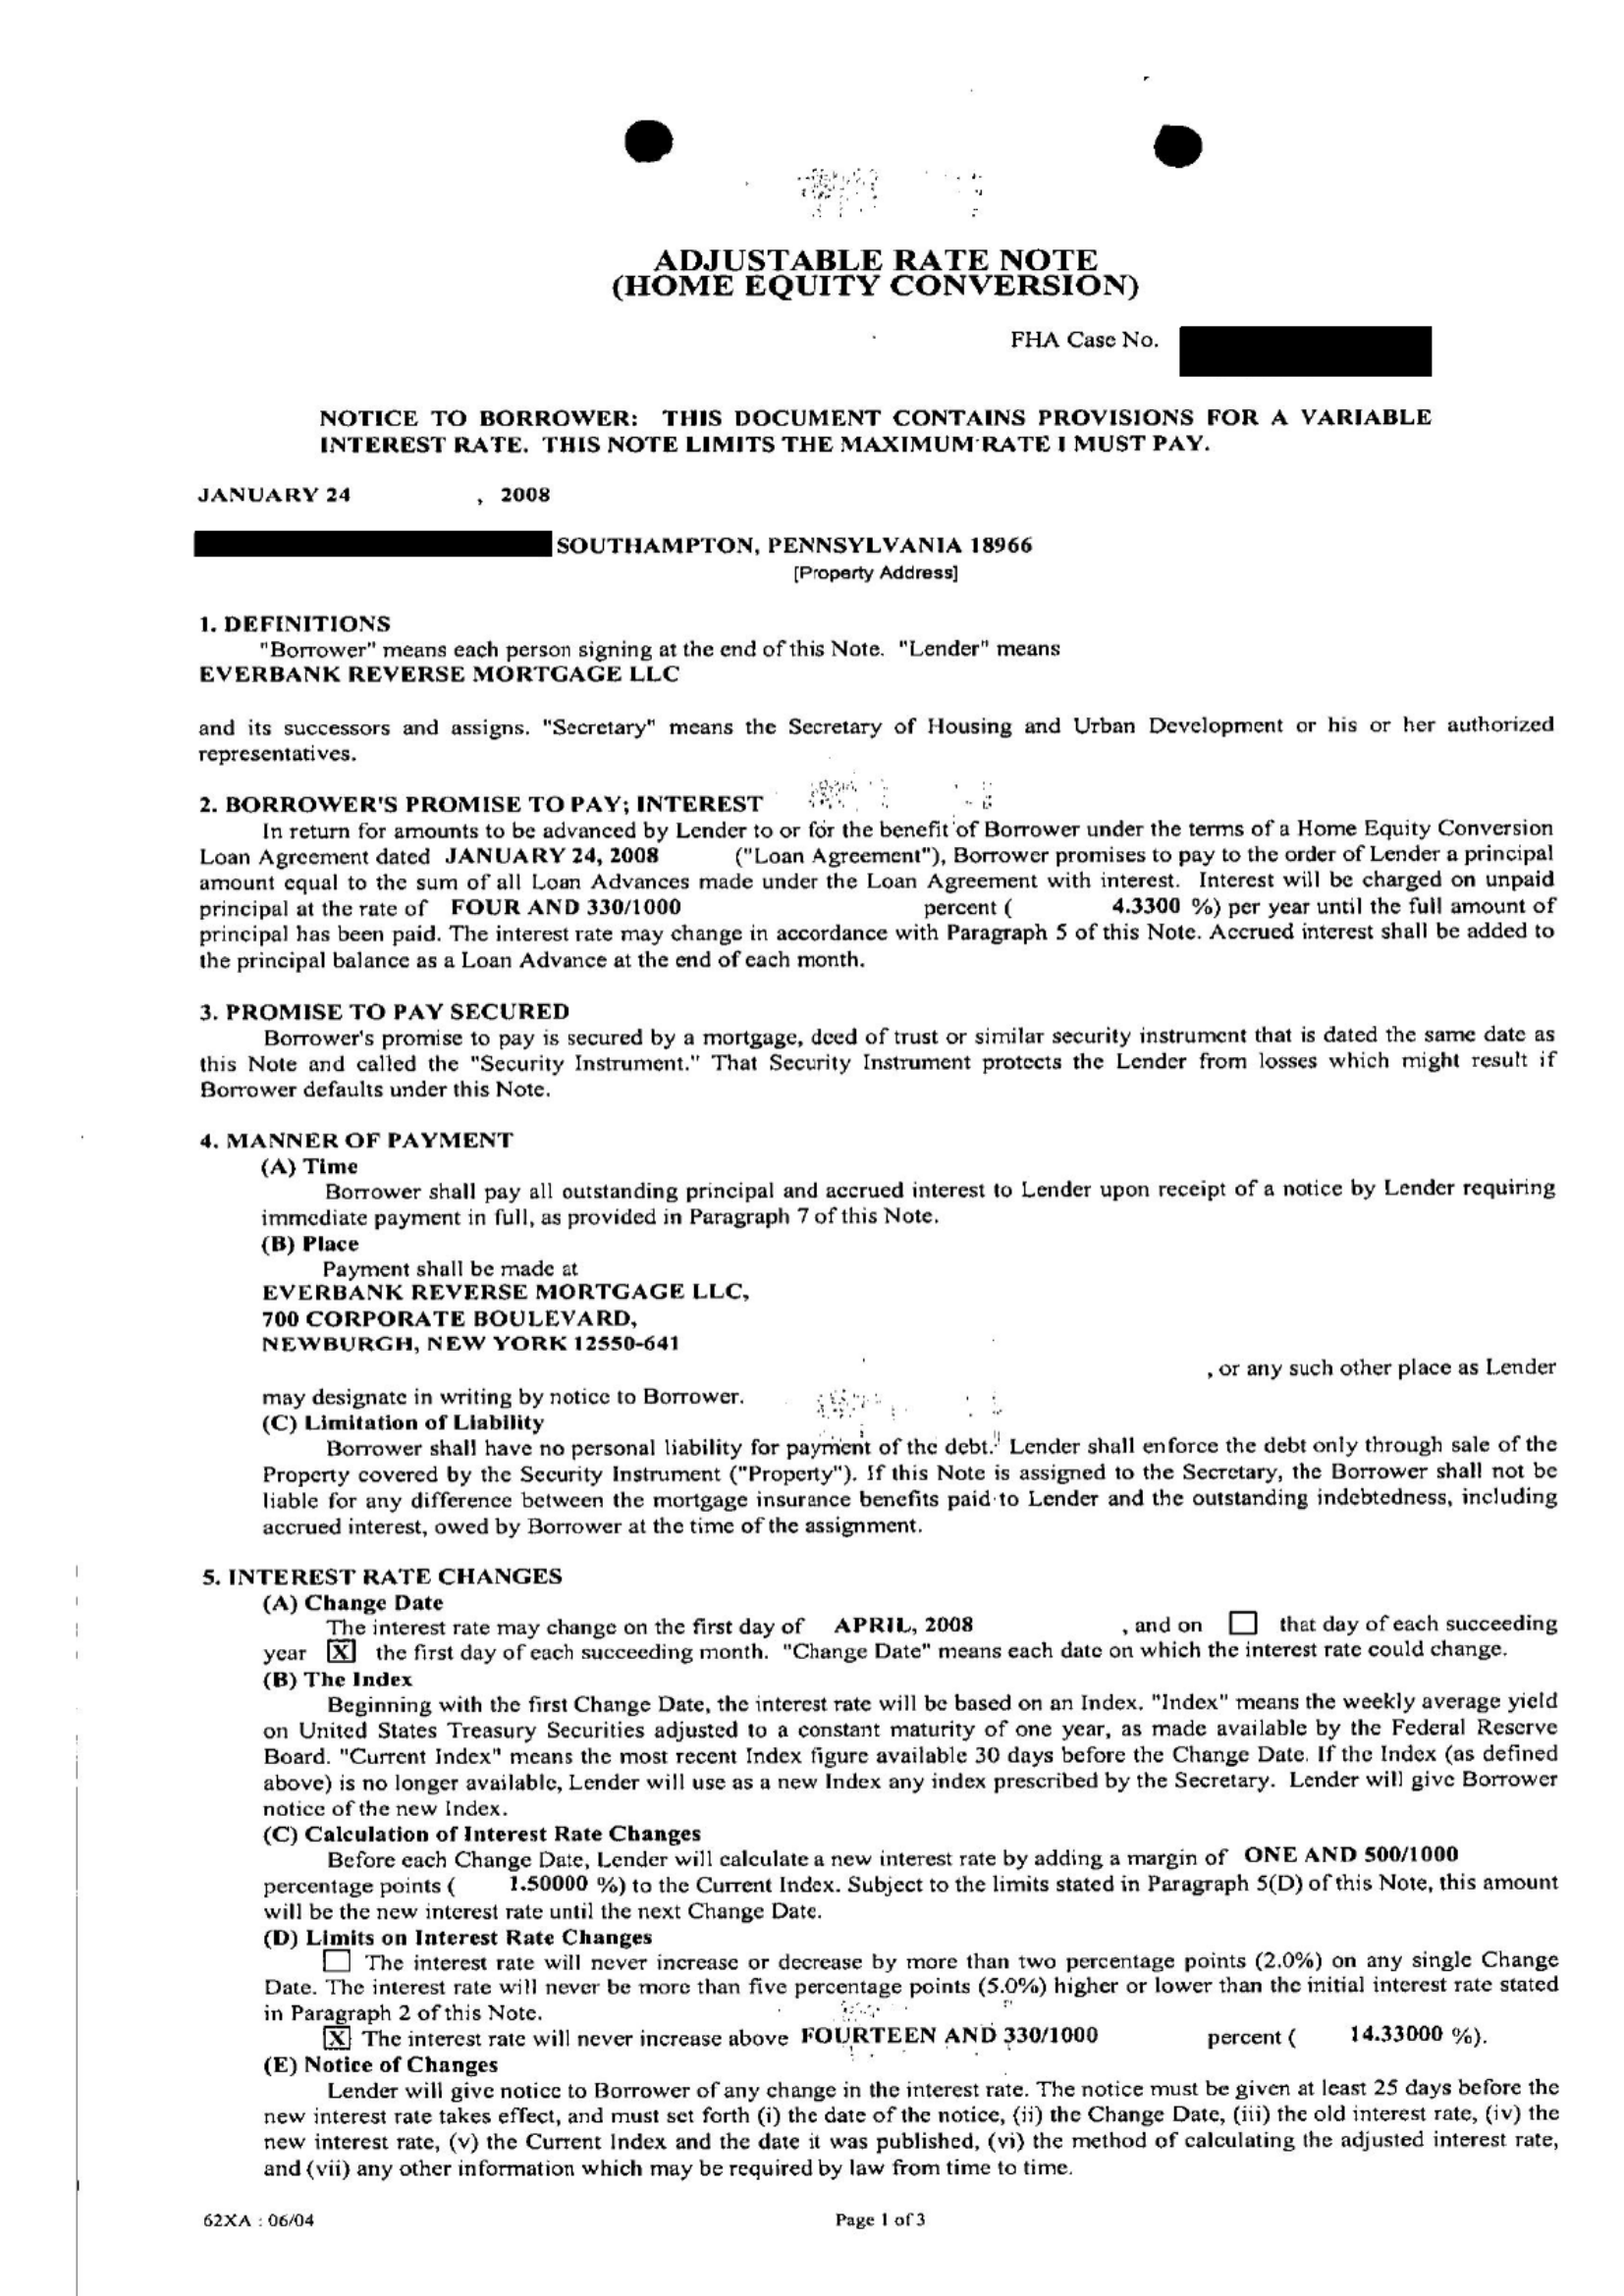 ADJUSTABLE RATE NOTE
(HOME EQUITY CONVERSION)
FHA Case No.
NOTICE TO BORROWER: THIS DOCUMENT CONTAINS PROVISIONS FOR A VARIABLE
INTEREST RATE. THIS NOTE LIMITS THE MAXIMUM RATE I MUST PAY.
JANUARY 24 , 2008
SOUTHAMPTON, PENNSYLVANIA 18966
[Property Address]
1. DEFINITIONS
"Borrower" means each person signing at the end of this Note. "Lender" means
EVERBANK REVERSE MORTGAGE LLC
and its successors and assigns. "Secretary" means the Secretary of Housing and Urban Development or his or her authorized
representatives.
2. BORROWER'S PROMISE TO PAY; INTEREST
In return for amounts to be advanced by Lender to or for the benefit of Borrower under the terms of a Home Equity Conversion
Loan Agreement dated JANUARY 24, 2008 ("Loan Agreement"), Borrower promises to pay to the order of Lender a principal
amount equal to the sum of all Loan Advances made under the Loan Agreement with interest. Interest will be charged on unpaid
principal at the rate of FOUR AND 330/1000 percent ( 4.3300 %) per year until the full amount of
principal has been paid. The interest rate may change in accordance with Paragraph 5 of this Note. Accrued interest shall be added to
the principal balance as a Loan Advance at the end of each month.
3. PROMISE TO PAY SECURED
Borrower's promise to pay is secured by a mortgage, deed of trust or similar security instrument that is dated the same date as
this Note and called the "Security Instrument." That Security Instrument protects the Lender from losses which might result if
Borrower defaults under this Note.
4. MANNER OF PAYMENT
(A) Time
Borrower shall pay all outstanding principal and accrued interest to Lender upon receipt of a notice by Lender requiring
immediate payment in full, as provided in Paragraph 7 of this Note.
(B) Place
Payment shall be made at
EVERBANK REVERSE MORTGAGE LLC,
700 CORPORATE BOULEVARD,
NEWBURGH, NEW YORK 12550-641
, or any such other place as Lender
may designate in writing by notice to Borrower.
(C) Limitation of Liability
Borrower shall have no personal liability for payment of the debt. Lender shall enforce the debt only through sale of the
Property covered by the Security Instrument ("Property"). If this Note is assigned to the Secretary, the Borrower shall not be
liable for any difference between the mortgage insurance benefits paid to Lender and the outstanding indebtedness, including
accrued interest, owed by Borrower at the time of the assignment.
5. INTEREST RATE CHANGES
(A) Change Date
The interest rate may change on the first day of APRIL, 2008 , and on ☐ that day of each succeeding
year [X] the first day of each succeeding month. "Change Date" means each date on which the interest rate could change.
(B) The Index
Beginning with the first Change Date, the interest rate will be based on an Index. "Index" means the weekly average yield
on United States Treasury Securities adjusted to a constant maturity of one year, as made available by the Federal Reserve
Board. "Current Index" means the most recent Index figure available 30 days before the Change Date. If the Index (as defined
above) is no longer available, Lender will use as a new Index any index prescribed by the Secretary. Lender will give Borrower
notice of the new Index.
(C) Calculation of Interest Rate Changes
Before each Change Date, Lender will calculate a new interest rate by adding a margin of ONE AND 500/1000
percentage points ( 1.50000 %) to the Current Index. Subject to the limits stated in Paragraph 5(D) of this Note, this amount
will be the new interest rate until the next Change Date.
(D) Limits on Interest Rate Changes
☐ The interest rate will never increase or decrease by more than two percentage points (2.0%) on any single Change
Date. The interest rate will never be more than five percentage points (5.0%) higher or lower than the initial interest rate stated
in Paragraph 2 of this Note.
[X] The interest rate will never increase above FOURTEEN AND 330/1000 percent ( 14.33000 %).
(E) Notice of Changes
Lender will give notice to Borrower of any change in the interest rate. The notice must be given at least 25 days before the
new interest rate takes effect, and must set forth (i) the date of the notice, (ii) the Change Date, (iii) the old interest rate, (iv) the
new interest rate, (v) the Current Index and the date it was published, (vi) the method of calculating the adjusted interest rate,
and (vii) any other information which may be required by law from time to time.
62XA : 06/04 Page 1 of 3